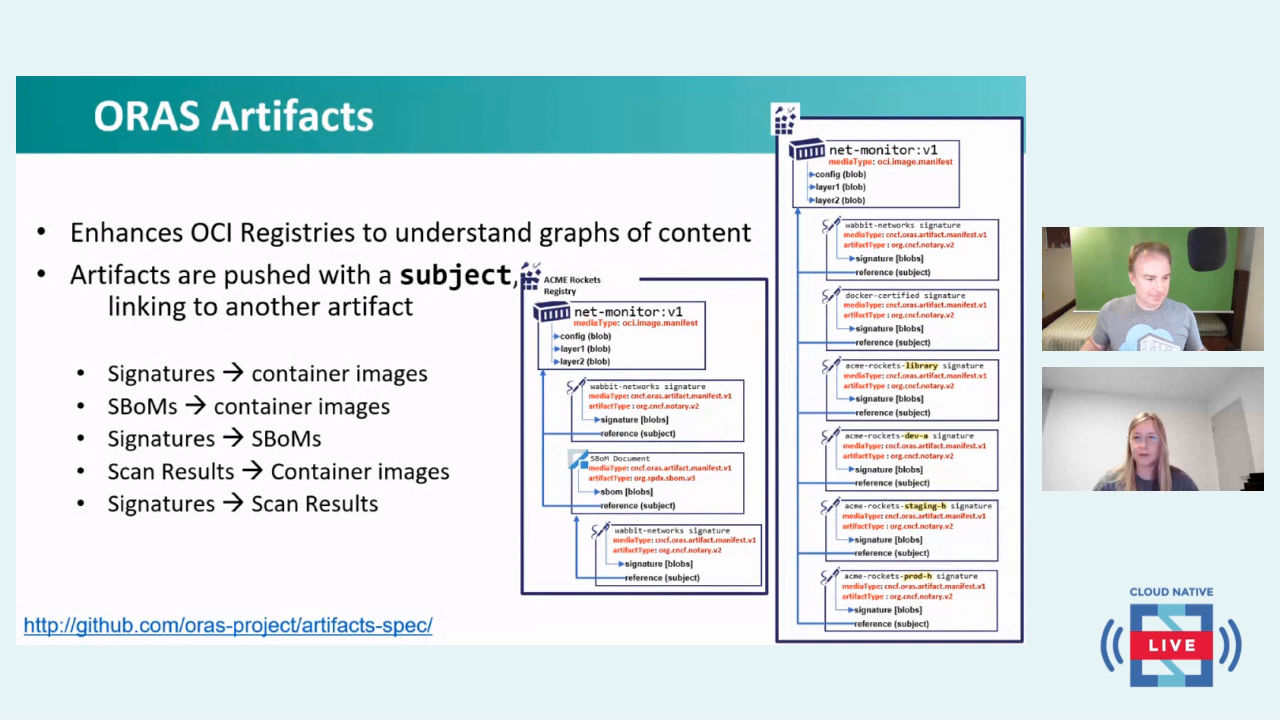 ORAS Artifacts
• Enhances OCI Registries to understand graphs of content
• Artifacts are pushed with a subject,
linking to another artifact
• Signatures → container images
• SBoMs → container images
• Signatures → SBoMs
• Scan Results → Container images
• Signatures → Scan Results
http://github.com/oras-project/artifacts-spec/
ACME Rockets
Registry
net-monitor:v1
mediaType: oci.image.manifest
config (blob)
layer1 (blob)
layer2 (blob)
wabbit-networks signature
mediaType: cncf.oras.artifact.manifest.v1
artifactType : org.cncf.notary.v2
signature [blobs]
reference (subject)
SBoM Document
mediaType: cncf.oras.artifact.manifest.v1
artifactType: org.spdx.sbom.v3
sbom [blobs]
reference (subject)
wabbit-networks signature
mediaType: cncf.oras.artifact.manifest.v1
artifactType: org.cncf.notary.v2
signature [blobs]
reference (subject)
net-monitor:v1
mediaType: oci.image.manifest
config (blob)
layer1 (blob)
layer2 (blob)
wabbit-networks signature
mediaType: cncf.oras.artifact.manifest.v1
artifactType : org.cncf.notary.v2
signature [blobs]
reference (subject)
docker-certified signature
mediaType: cncf.oras.artifact.manifest.v1
artifactType : org.cncf.notary.v2
signature [blobs]
reference (subject)
acme-rockets-library signature
mediaType: cncf.oras.artifact.manifest.v1
artifactType : org.cncf.notary.v2
signature [blobs]
reference (subject)
acme-rockets-dev-a signature
mediaType: cncf.oras.artifact.manifest.v1
artifactType : org.cncf.notary.v2
signature [blobs]
reference (subject)
acme-rockets-staging-h signature
mediaType: cncf.oras.artifact.manifest.v1
artifactType : org.cncf.notary.v2
signature [blobs]
reference (subject)
acme-rockets-prod-h signature
mediaType: cncf.oras.artifact.manifest.v1
artifactType : org.cncf.notary.v2
signature [blobs]
reference (subject)
CLOUD NATIVE
LIVE